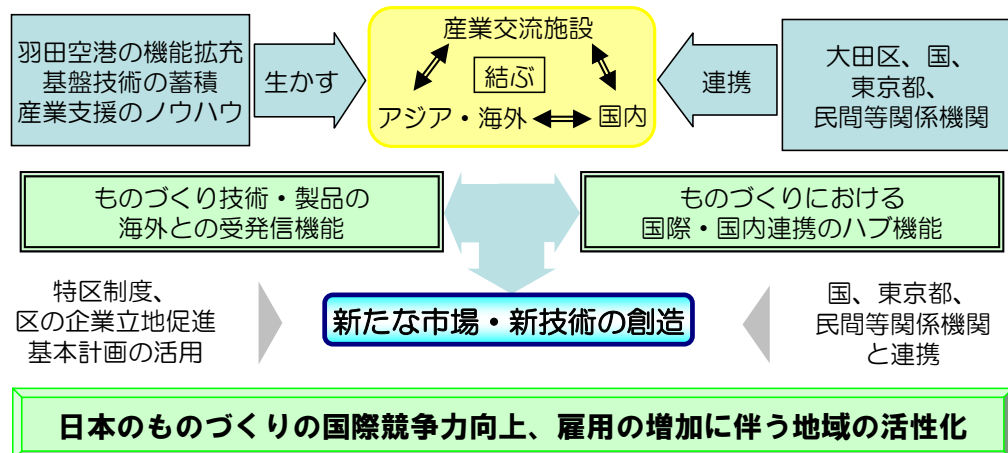 羽田空港の機能拡充
基盤技術の蓄積
産業支援のノウハウ
生かす
産業交流施設
結ぶ
アジア・海外
国内
連携
大田区、国、
東京都、
民間等関係機関
ものづくり技術・製品の
海外との受発信機能
ものづくりにおける
国際・国内連携のハブ機能
特区制度、
区の企業立地促進
基本計画の活用
新たな市場・新技術の創造
国、東京都、
民間等関係機関
と連携
日本のものづくりの国際競争力向上、雇用の増加に伴う地域の活性化